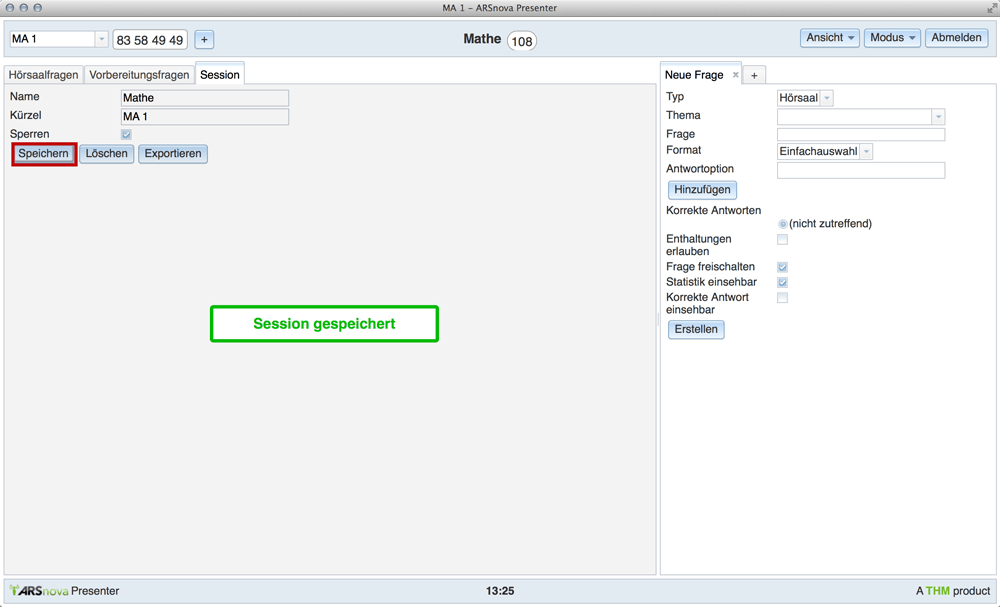 MA 1 – ARSnova Presenter
MA 1 83 58 49 49 + Mathe 108 Ansicht Modus Abmelden
Hörsaalfragen Vorbereitungsfragen Session
Name Mathe
Kürzel MA 1
Sperren
Speichern Löschen Exportieren
Session gespeichert
Neue Frage × +
Typ Hörsaal
Thema
Frage
Format Einfachauswahl
Antwortoption
Hinzufügen
Korrekte Antworten
(nicht zutreffend)
Enthaltungen
erlauben
Frage freischalten
Statistik einsehbar
Korrekte Antwort
einsehbar
Erstellen
ARSnova Presenter 13:25 A THM product